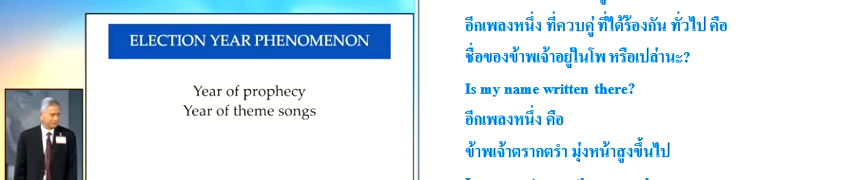 ELECTION YEAR PHENOMENON
Year of prophecy
Year of theme songs
อีกเพลงหนึ่ง ที่ควบคู่ ที่ได้ร้องกัน ทั่วไป คือ
ชื่อของข้าพเจ้าอยู่ในโพ หรือเปล่านะ?
Is my name written there?
อีกเพลงหนึ่ง คือ
ข้าพเจ้าตรากตรำ มุ่งหน้าสูงขึ้นไป